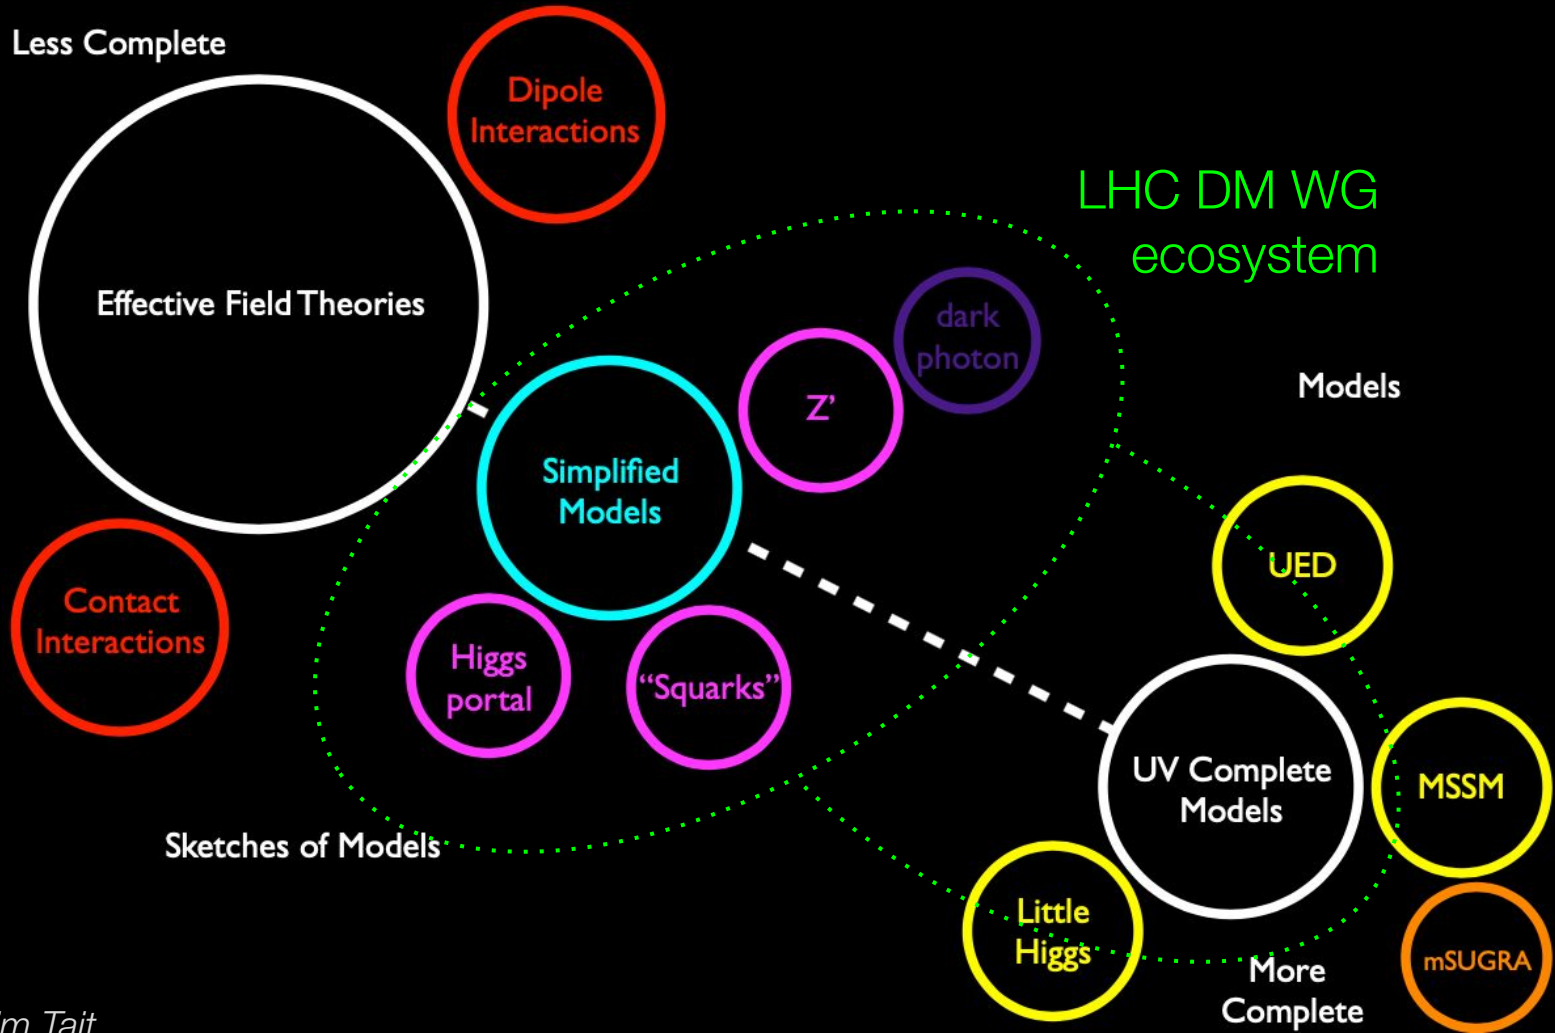 Less Complete
Dipole
Interactions
LHC DM WG
ecosystem
Effective Field Theories
dark
photon
Z’
Models
Simplified
Models
UED
Contact
Interactions
Higgs
portal
“Squarks”
UV Complete
Models
MSSM
Sketches of Models
Little
Higgs
mSUGRA
More
Complete
Tait